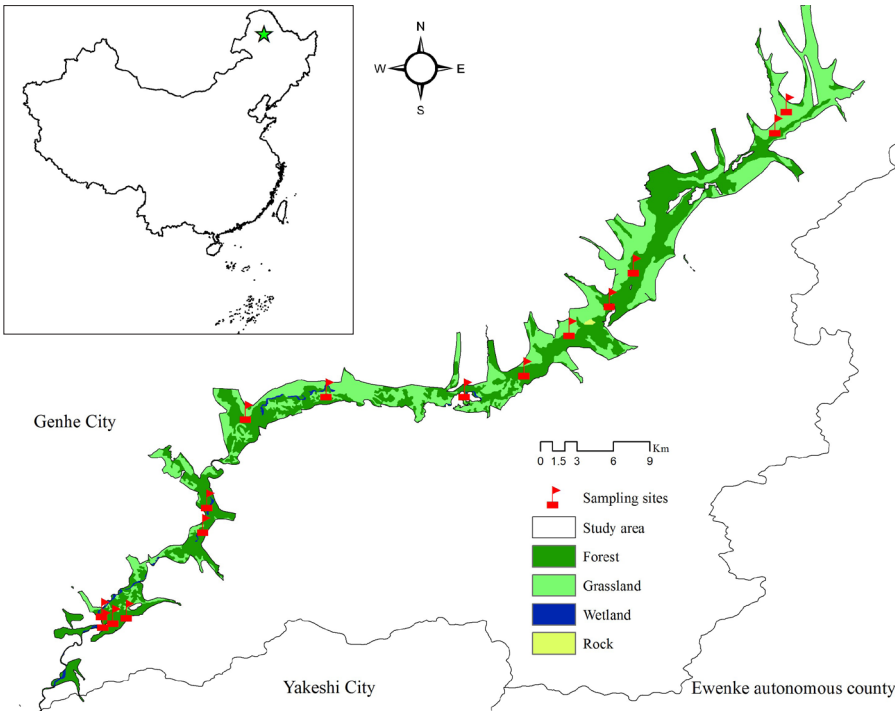 N
W E
S
Genhe City
Km
0 1.5 3 6 9
Sampling sites
Study area
Forest
Grassland
Wetland
Rock
Yakeshi City
Ewenke autonomous county